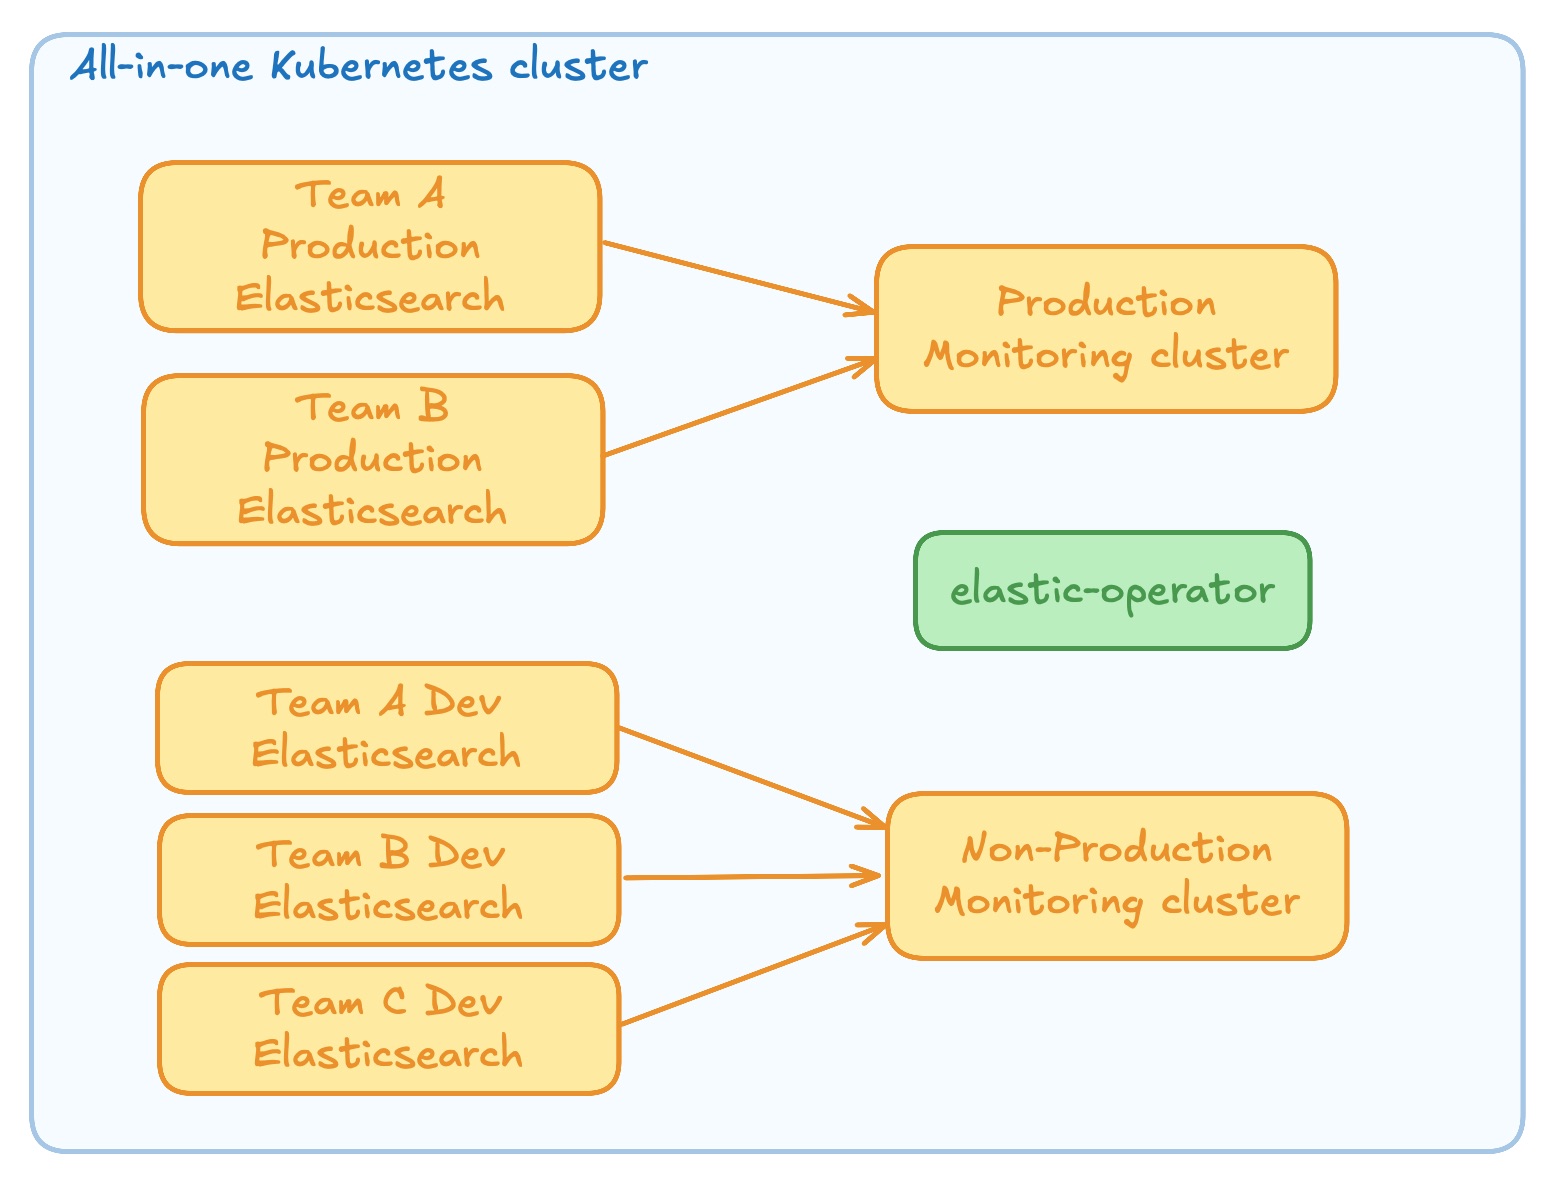 All-in-one Kubernetes cluster
Team A
Production
Elasticsearch
Production
Monitoring cluster
Team B
Production
Elasticsearch
elastic-operator
Team A Dev
Elasticsearch
Team B Dev
Elasticsearch
Non-Production
Monitoring cluster
Team C Dev
Elasticsearch